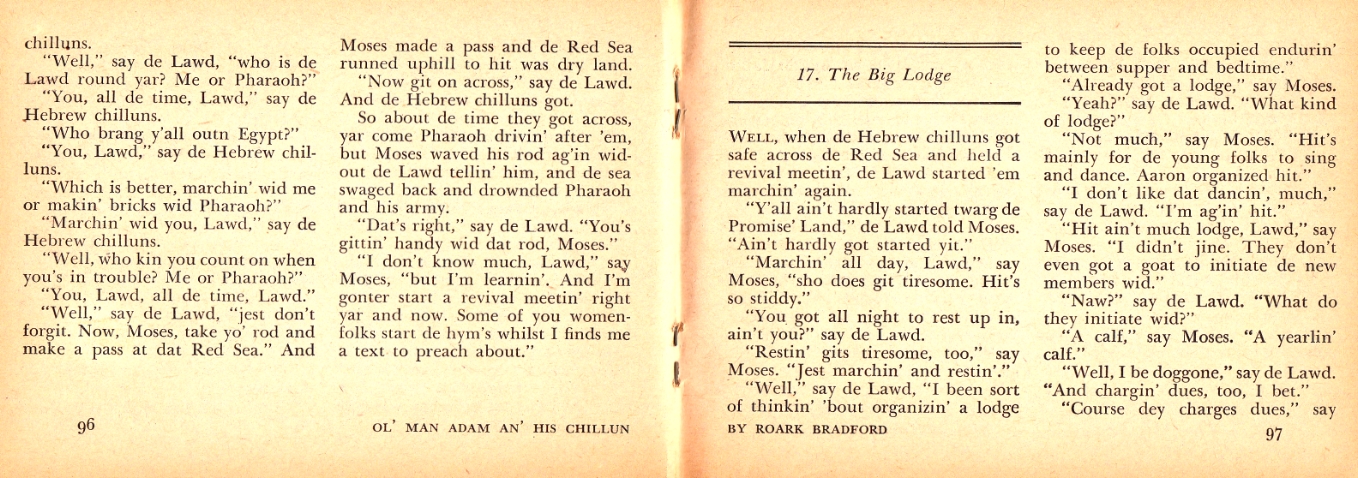 chilluns.
"Well," say de Lawd, "who is de
Lawd round yar? Me or Pharaoh?"
"You, all de time, Lawd," say de
Hebrew chilluns.
"Who brang y'all outn Egypt?"
"You, Lawd," say de Hebrew chil-
luns.
"Which is better, marchin' wid me
or makin' bricks wid Pharaoh?"
"Marchin' wid you, Lawd," say de
Hebrew chilluns.
"Well, who kin you count on when
you's in trouble? Me or Pharaoh?"
"You, Lawd, all de time, Lawd."
"Well," say de Lawd, "jest don't
forgit. Now, Moses, take yo' rod and
make a pass at dat Red Sea." And
Moses made a pass and de Red Sea
runned uphill to hit was dry land.
"Now git on across," say de Lawd.
And de Hebrew chilluns got.
So about de time they got across,
yar come Pharaoh drivin' after 'em,
but Moses waved his rod ag'in wid-
out de Lawd tellin' him, and de sea
swaged back and drownded Pharaoh
and his army.
"Dat's right," say de Lawd. "You's
gittin' handy wid dat rod, Moses."
"I don't know much, Lawd," say
Moses, "but I'm learnin'. And I'm
gonter start a revival meetin' right
yar and now. Some of you women-
folks start de hym's whilst I finds me
a text to preach about."
96
OL' MAN ADAM AN' HIS CHILLUN
17. The Big Lodge
WELL, when de Hebrew chilluns got
safe across de Red Sea and held a
revival meetin', de Lawd started 'em
marchin' again.
"Y'all ain't hardly started twarg de
Promise' Land," de Lawd told Moses.
"Ain't hardly got started yit."
"Marchin' all day, Lawd," say
Moses, "sho does git tiresome. Hit's
so stiddy."
"You got all night to rest up in,
ain't you?" say de Lawd.
"Restin' gits tiresome, too," say
Moses. "Jest marchin' and restin'."
"Well," say de Lawd, "I been sort
of thinkin' 'bout organizin' a lodge
to keep de folks occupied endurin'
between supper and bedtime."
"Already got a lodge," say Moses.
"Yeah?" say de Lawd. "What kind
of lodge?"
"Not much," say Moses. "Hit's
mainly for de young folks to sing
and dance. Aaron organized hit."
"I don't like dat dancin', much,"
say de Lawd. "I'm ag'in' hit."
"Hit ain't much lodge, Lawd," say
Moses. "I didn't jine. They don't
even got a goat to initiate de new
members wid."
"Naw?" say de Lawd. "What do
they initiate wid?"
"A calf," say Moses. "A yearlin'
calf."
"Well, I be doggone," say de Lawd.
"And chargin' dues, too, I bet."
"Course dey charges dues," say
BY ROARK BRADFORD
97